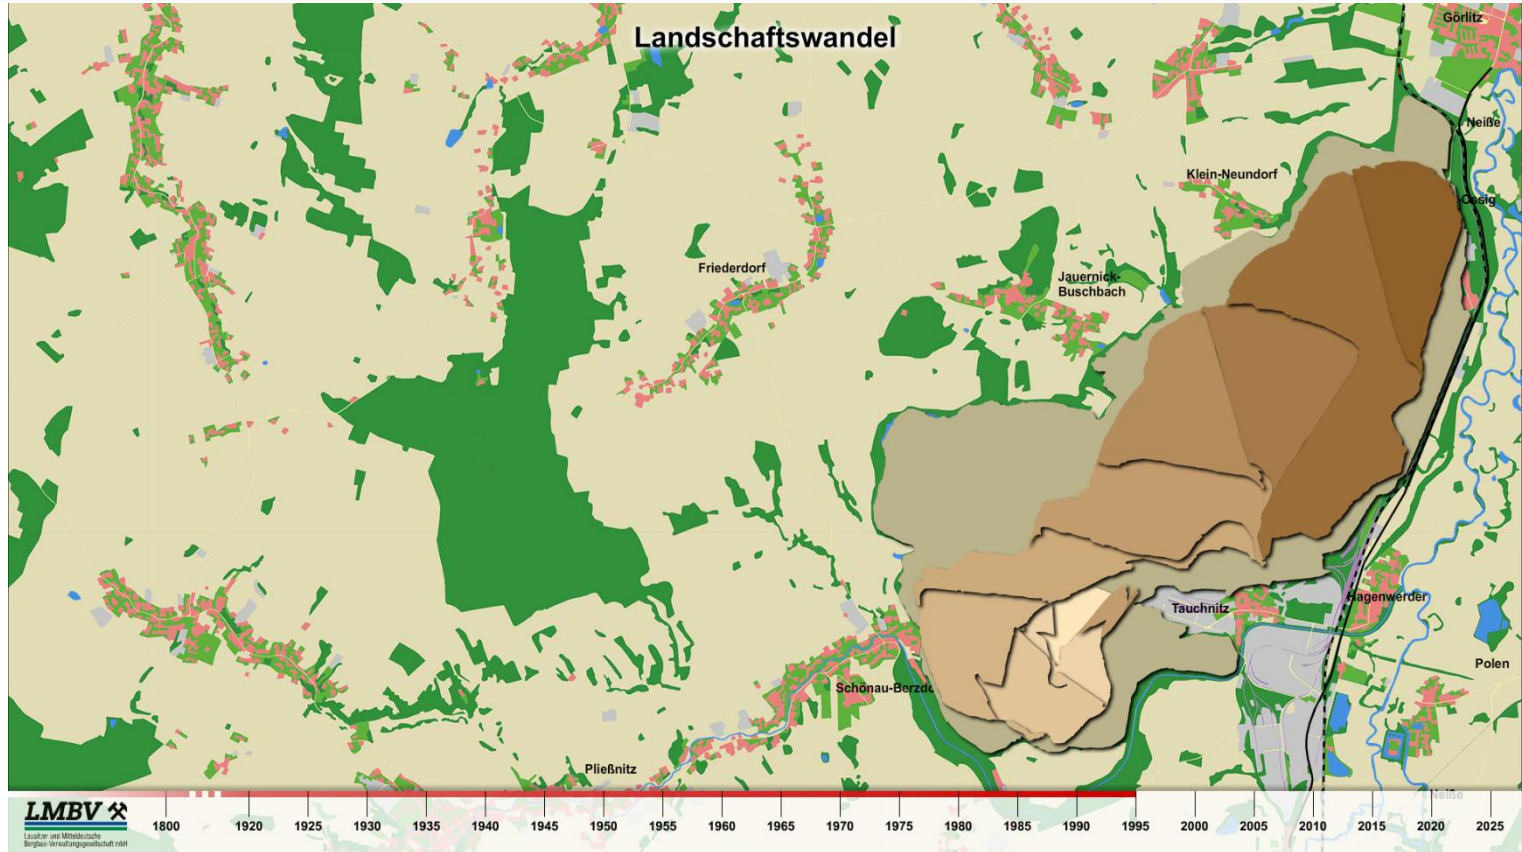 Landschaftswandel
Görlitz
Neiße
Klein-Neundorf
Ossig
Friederdorf
Jauernick-
Buschbach
Tauchnitz
Hagenwerder
Polen
Schönau-Berzdo
Pließnitz
Neiße
LMBV
Lausitzer und Mitteldeutsche
Bergbau-Verwaltungsgesellschaft mbH
1800 1920 1925 1930 1935 1940 1945 1950 1955 1960 1965 1970 1975 1980 1985 1990 1995 2000 2005 2010 2015 2020 2025